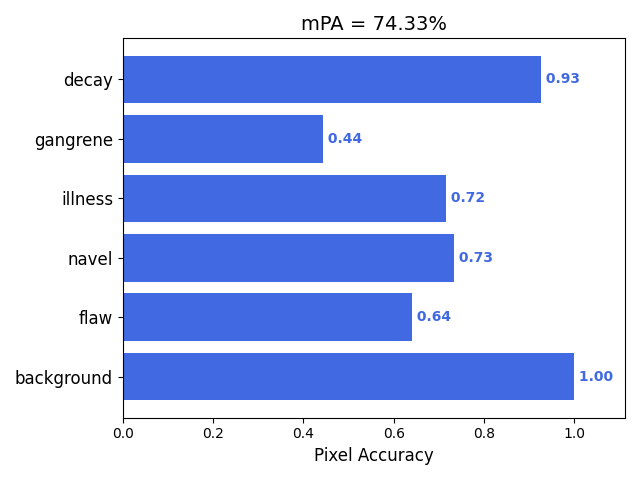 mPA = 74.33%
decay 0.93
gangrene 0.44
illness 0.72
navel 0.73
flaw 0.64
background 1.00
0.0 0.2 0.4 0.6 0.8 1.0
Pixel Accuracy